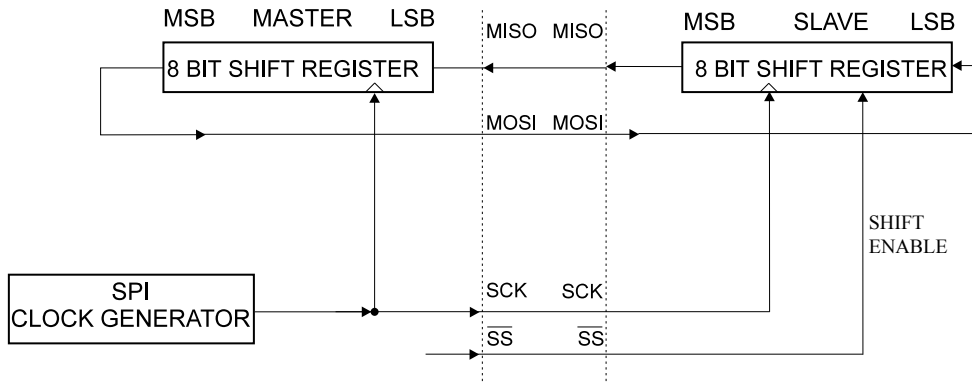 MSB MASTER LSB
8 BIT SHIFT REGISTER
MISO MISO
MSB SLAVE LSB
8 BIT SHIFT REGISTER
MOSI MOSI
SHIFT
ENABLE
SPI
CLOCK GENERATOR
SCK SCK
SS SS